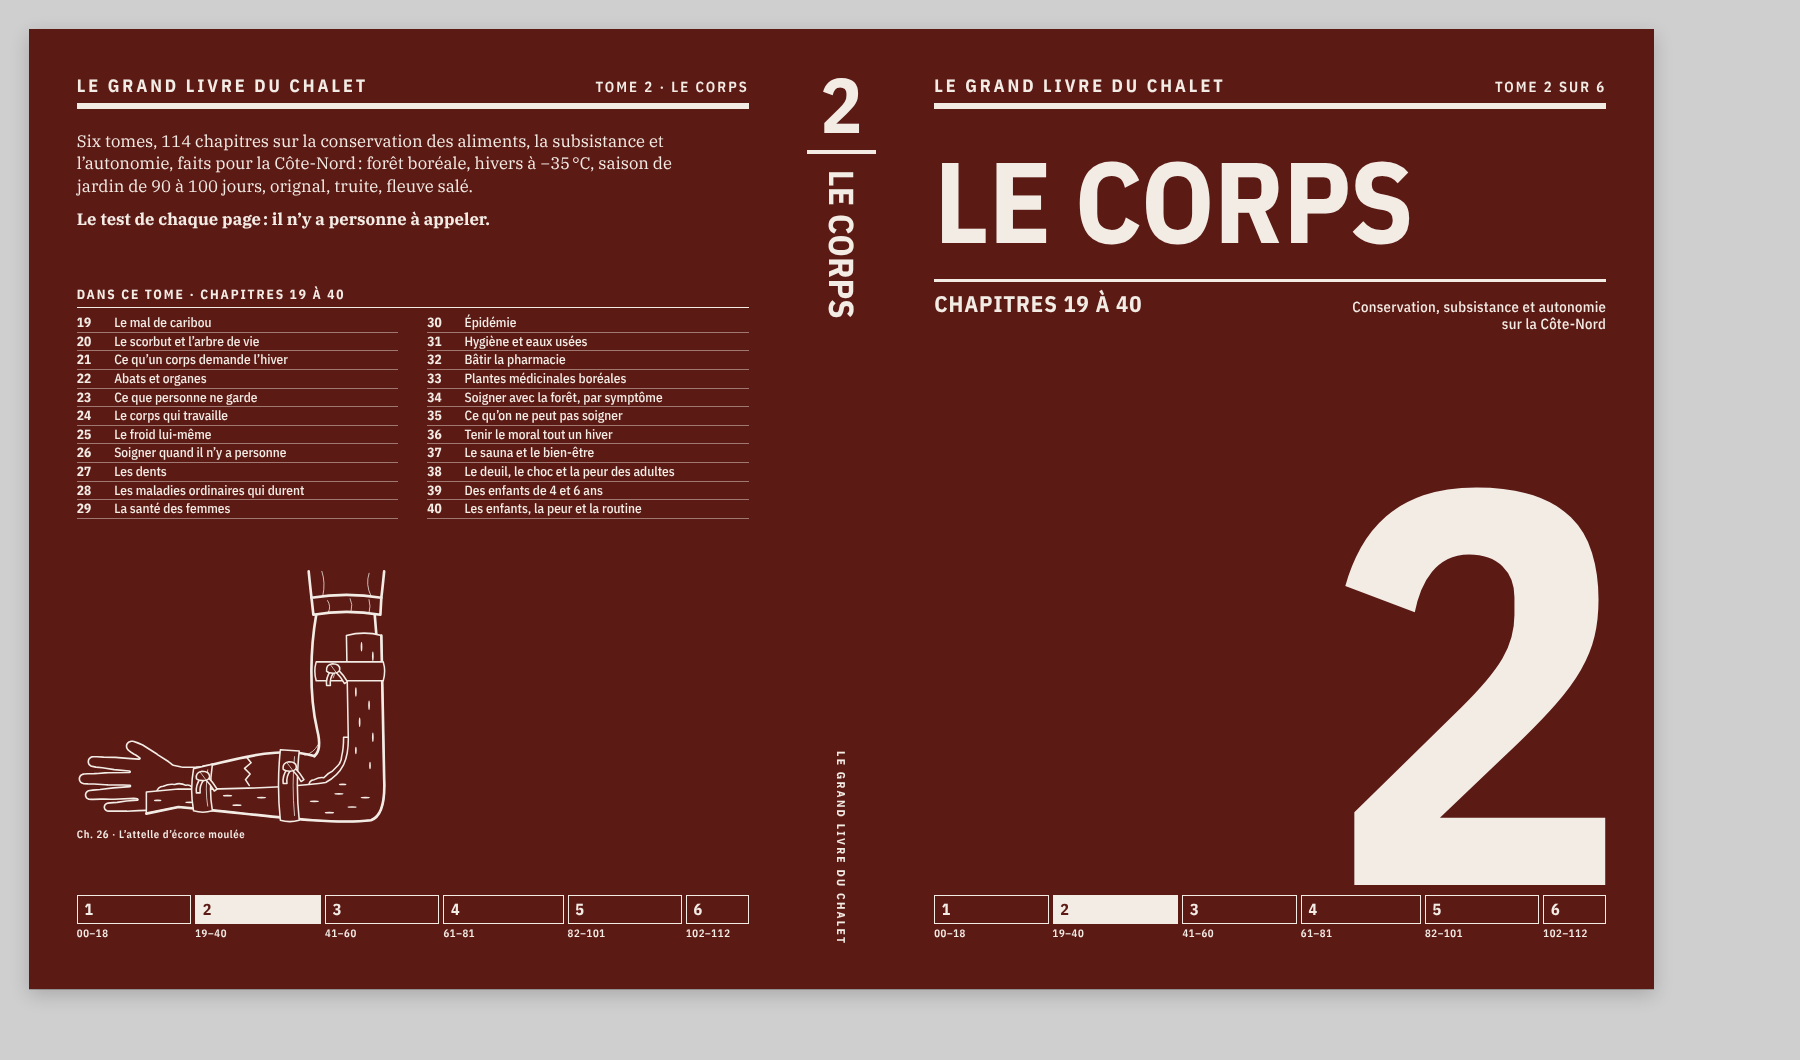 LE GRAND LIVRE DU CHALET
TOME 2 · LE CORPS
Six tomes, 114 chapitres sur la conservation des aliments, la subsistance et
l’autonomie, faits pour la Côte-Nord : forêt boréale, hivers à −35 °C, saison de
jardin de 90 à 100 jours, orignal, truite, fleuve salé.
Le test de chaque page : il n’y a personne à appeler.
DANS CE TOME · CHAPITRES 19 À 40
19 Le mal de caribou
20 Le scorbut et l’arbre de vie
21 Ce qu’un corps demande l’hiver
22 Abats et organes
23 Ce que personne ne garde
24 Le corps qui travaille
25 Le froid lui-même
26 Soigner quand il n’y a personne
27 Les dents
28 Les maladies ordinaires qui durent
29 La santé des femmes
30 Épidémie
31 Hygiène et eaux usées
32 Bâtir la pharmacie
33 Plantes médicinales boréales
34 Soigner avec la forêt, par symptôme
35 Ce qu’on ne peut pas soigner
36 Tenir le moral tout un hiver
37 Le sauna et le bien-être
38 Le deuil, le choc et la peur des adultes
39 Des enfants de 4 et 6 ans
40 Les enfants, la peur et la routine
Ch. 26 · L’attelle d’écorce moulée
1 2 3 4 5 6
00–18 19–40 41–60 61–81 82–101 102–112
2
LE CORPS
LE GRAND LIVRE DU CHALET
LE GRAND LIVRE DU CHALET
TOME 2 SUR 6
LE CORPS
CHAPITRES 19 À 40
Conservation, subsistance et autonomie
sur la Côte-Nord
2
1 2 3 4 5 6
00–18 19–40 41–60 61–81 82–101 102–112